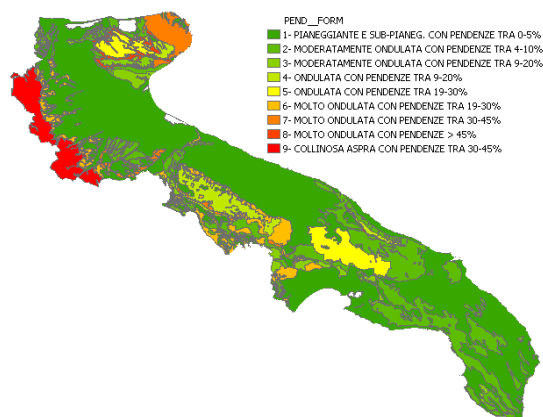 PEND__FORM
1- PIANEGGIANTE E SUB-PIANEG. CON PENDENZE TRA 0-5%
2- MODERATAMENTE ONDULATA CON PENDENZE TRA 4-10%
3- MODERATAMENTE ONDULATA CON PENDENZE TRA 9-20%
4- ONDULATA CON PENDENZE TRA 9-20%
5- ONDULATA CON PENDENZE TRA 19-30%
6- MOLTO ONDULATA CON PENDENZE TRA 19-30%
7- MOLTO ONDULATA CON PENDENZE TRA 30-45%
8- MOLTO ONDULATA CON PENDENZE > 45%
9- COLLINOSA ASPRA CON PENDENZE TRA 30-45%